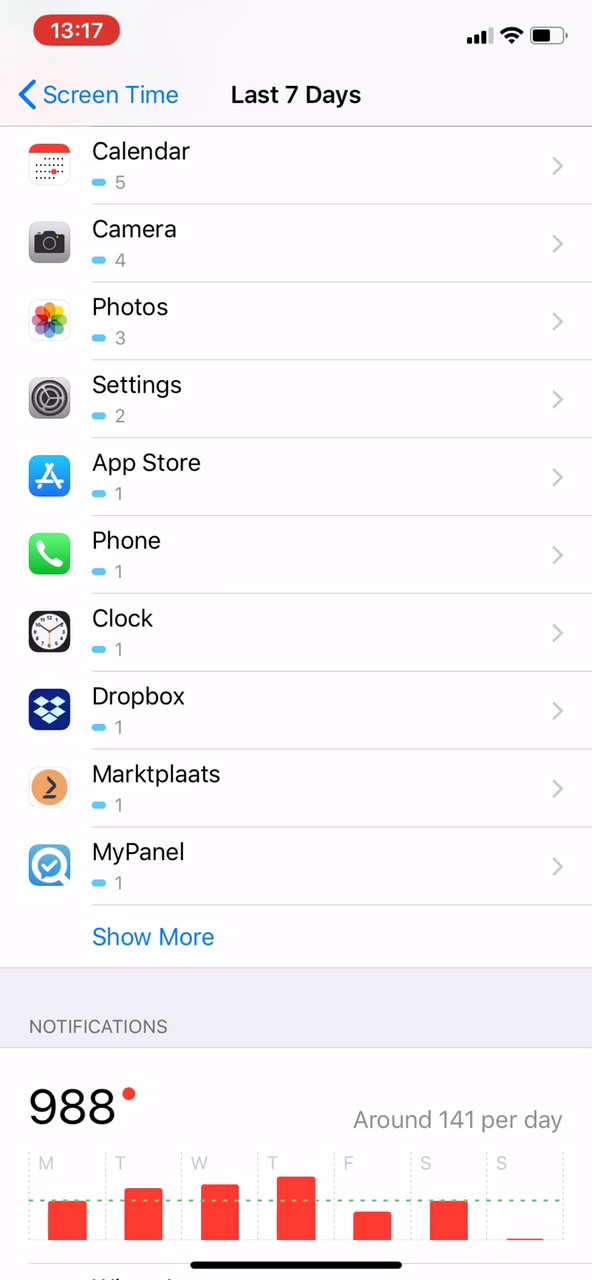 13:17
Screen Time
Last 7 Days
Calendar
5
Camera
4
Photos
3
Settings
2
App Store
1
Phone
1
Clock
1
Dropbox
1
Marktplaats
1
MyPanel
1
Show More
NOTIFICATIONS
988
Around 141 per day
M T W T F S S